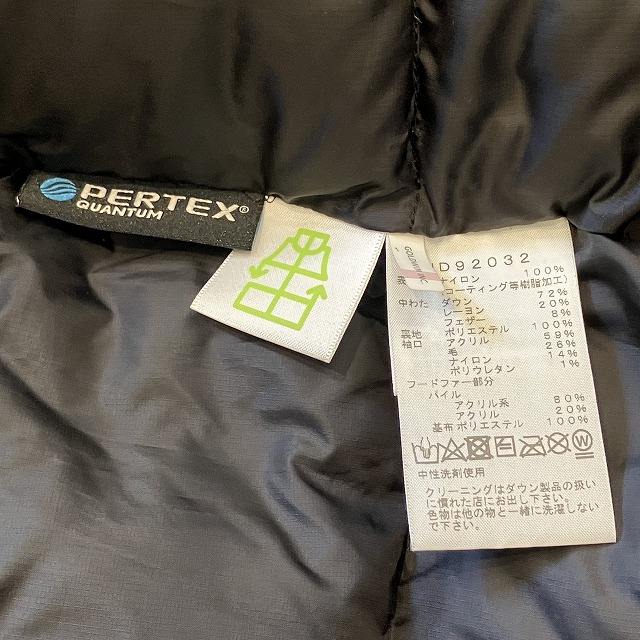 PERTEX®
QUANTUM
GOLDWIN INC
D92032
ナイロン 100%
コーティング等樹脂加工)
中わた ダウン 72%
レーヨン 20%
フェザー 8%
裏地 ポリエステル 100%
袖口 アクリル 59%
毛 26%
ナイロン 14%
ポリウレタン 1%
フードファー部分
パイル
アクリル系 80%
アクリル 20%
基布 ポリエステル 100%
中性洗剤使用
クリーニングはダウン製品の扱い
に慣れた店にお出し下さい。
色物は他の物と一緒に洗濯しない
で下さい。